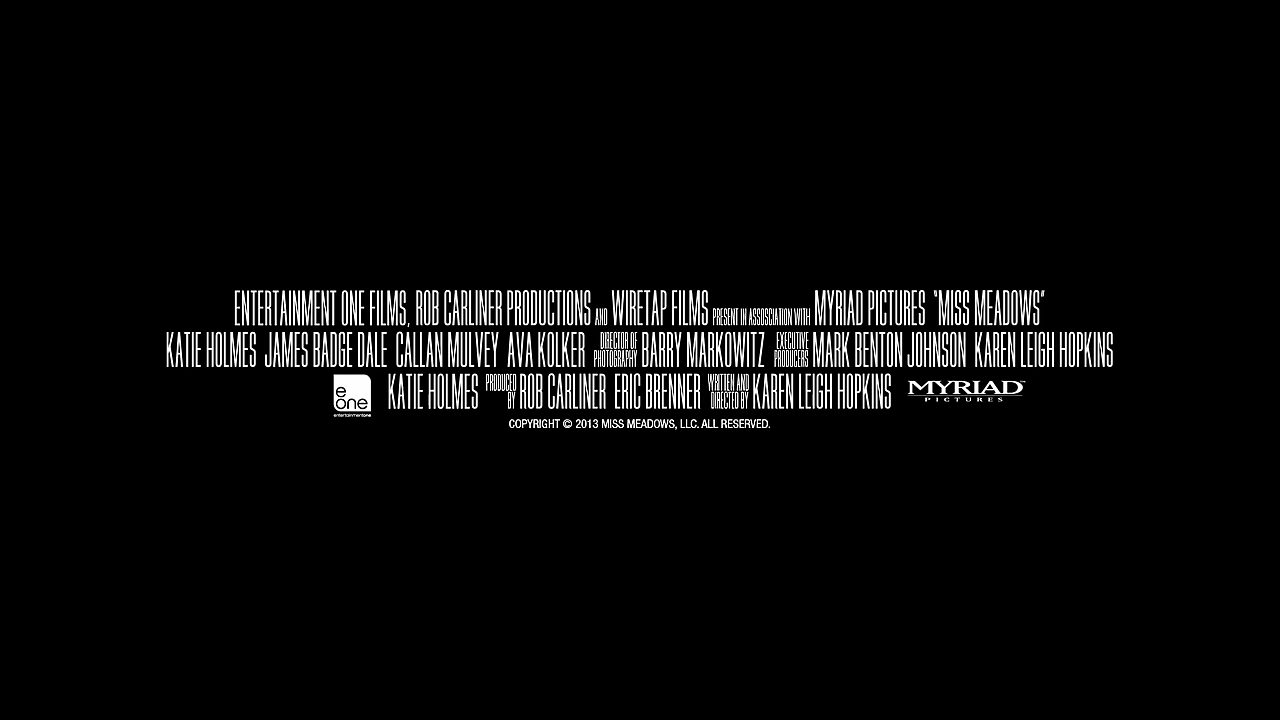 ENTERTAINMENT ONE FILMS, ROB CARLINER PRODUCTIONS AND WIRETAP FILMS PRESENT IN ASSOSCIATION WITH MYRIAD PICTURES "MISS MEADOWS"
KATIE HOLMES JAMES BADGE DALE CALLAN MULVEY AVA KOLKER DIRECTOR OF PHOTOGRAPHY BARRY MARKOWITZ EXECUTIVE PRODUCERS MARK BENTON JOHNSON KAREN LEIGH HOPKINS
e one entertainmentone KATIE HOLMES PRODUCED BY ROB CARLINER ERIC BRENNER WRITTEN AND DIRECTED BY KAREN LEIGH HOPKINS MYRIAD PICTURES
COPYRIGHT © 2013 MISS MEADOWS, LLC. ALL RESERVED.